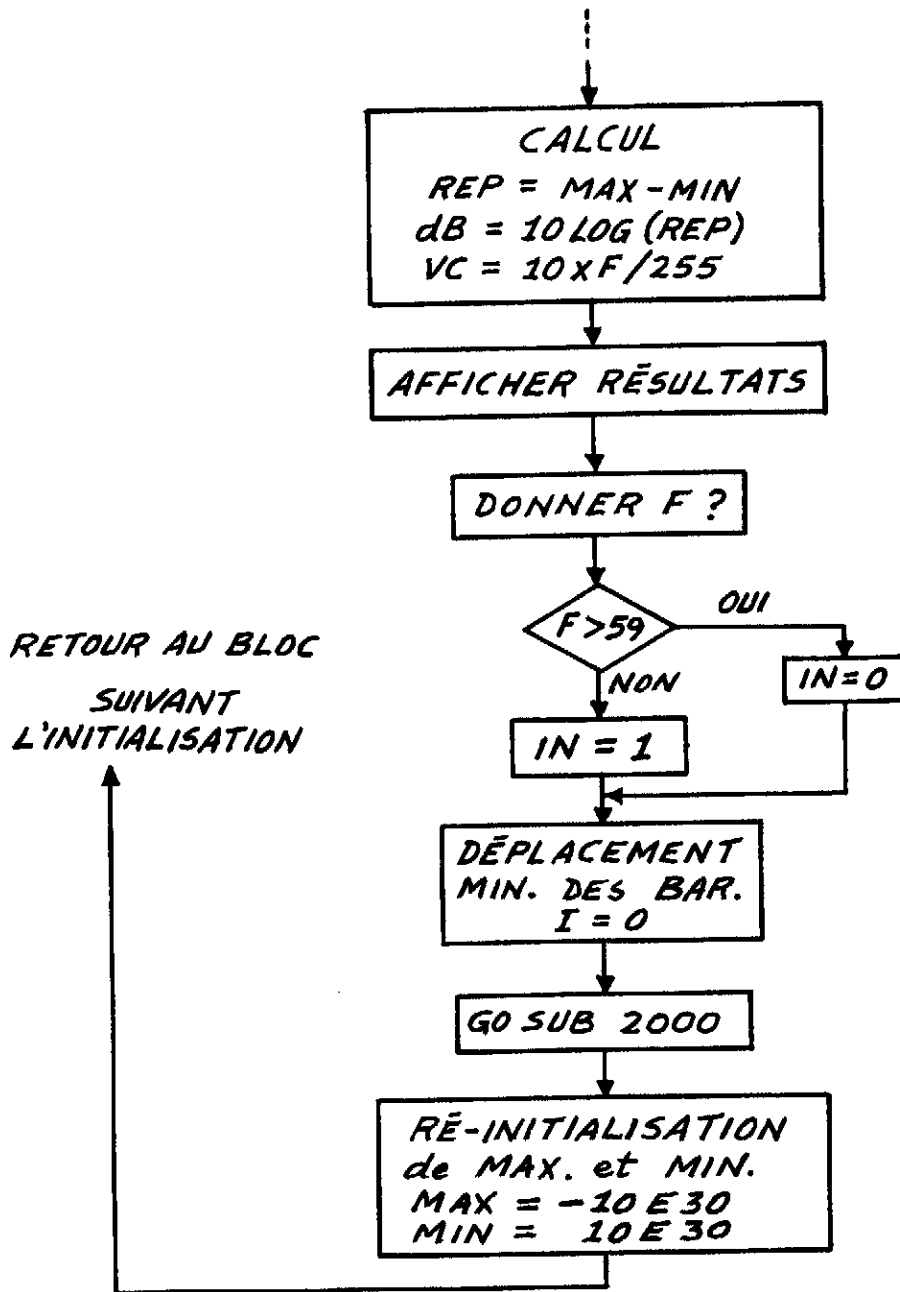 CALCUL
REP = MAX-MIN
dB = 10 LOG (REP)
VC = 10 x F/255
AFFICHER RÉSULTATS
DONNER F ?
F>59
OUI
NON
IN=0
IN = 1
RETOUR AU BLOC
SUIVANT
L'INITIALISATION
DÉPLACEMENT
MIN. DES BAR.
I = 0
GO SUB 2000
RÉ-INITIALISATION
de MAX. et MIN.
MAX = -10 E 30
MIN = 10 E 30